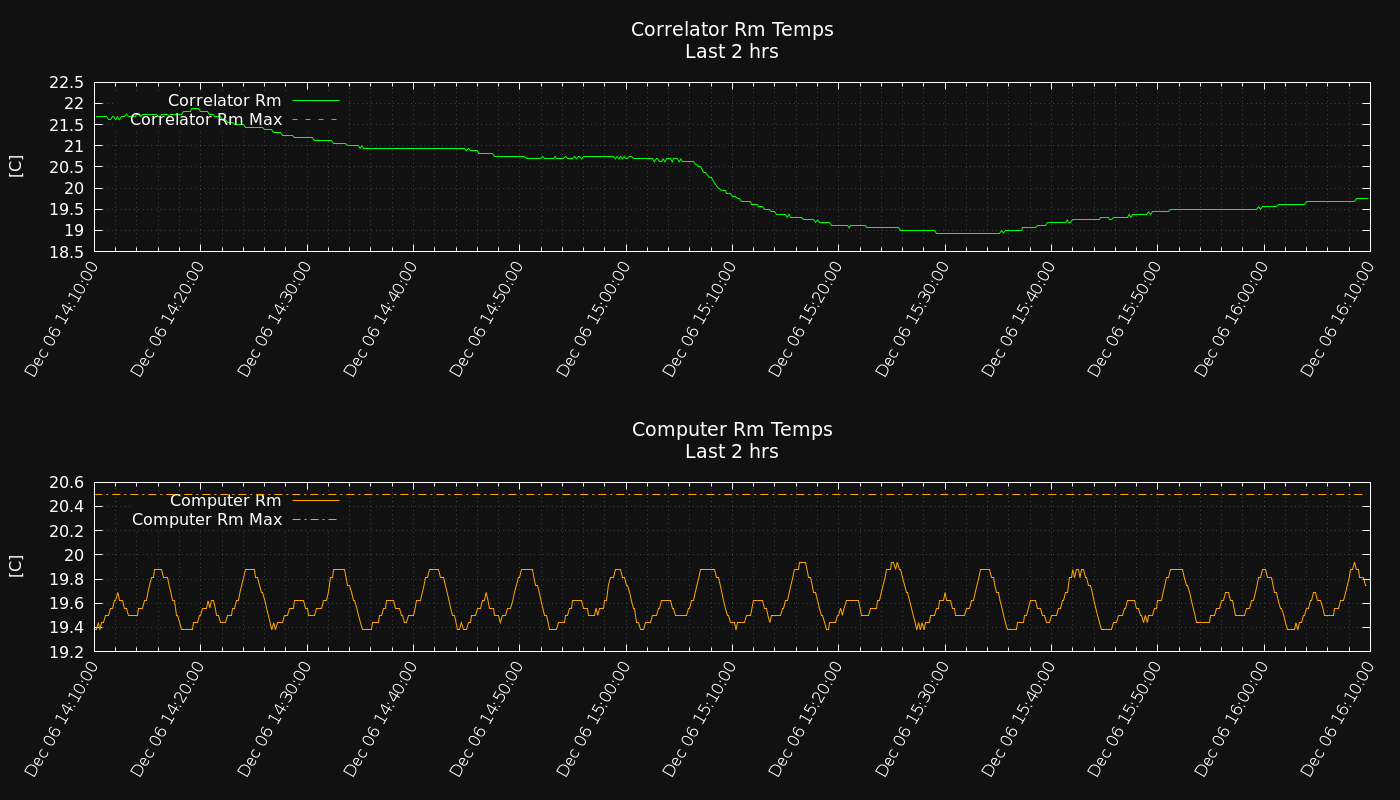 Correlator Rm Temps
Last 2 hrs
22.5
22
21.5
21
20.5
20
19.5
19
18.5
[C]
Correlator Rm
Correlator Rm Max
Dec 06 14:10:00
Dec 06 14:20:00
Dec 06 14:30:00
Dec 06 14:40:00
Dec 06 14:50:00
Dec 06 15:00:00
Dec 06 15:10:00
Dec 06 15:20:00
Dec 06 15:30:00
Dec 06 15:40:00
Dec 06 15:50:00
Dec 06 16:00:00
Dec 06 16:10:00
Computer Rm Temps
Last 2 hrs
20.6
20.4
20.2
20
19.8
19.6
19.4
19.2
[C]
Computer Rm
Computer Rm Max
Dec 06 14:10:00
Dec 06 14:20:00
Dec 06 14:30:00
Dec 06 14:40:00
Dec 06 14:50:00
Dec 06 15:00:00
Dec 06 15:10:00
Dec 06 15:20:00
Dec 06 15:30:00
Dec 06 15:40:00
Dec 06 15:50:00
Dec 06 16:00:00
Dec 06 16:10:00